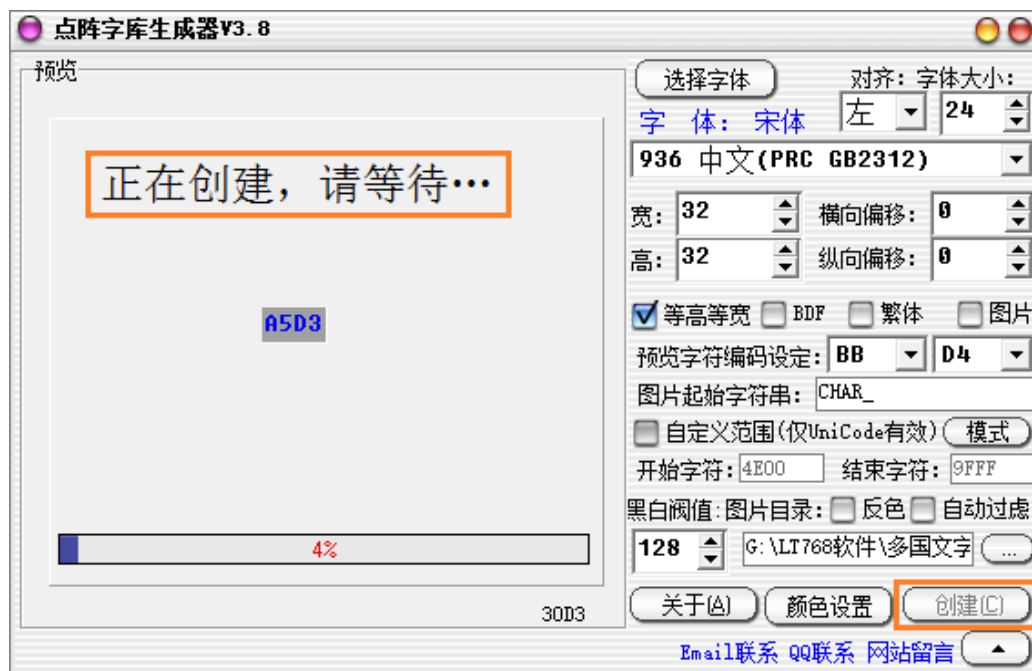 点阵字库生成器V3.8
预览
正在创建，请等待…
A5D3
4%
30D3
选择字体
对齐：字体大小：
字 体：宋体
左
24
936 中文(PRC GB2312)
宽：
32
横向偏移：
0
高：
32
纵向偏移：
0
等高等宽
BDF
繁体
图片
预览字符编码设定：
BB
D4
图片起始字符串：
CHAR_
自定义范围(仅UniCode有效)
模式
开始字符：
4E00
结束字符：
9FFF
黑白阀值：图片目录：
反色
自动过虑
128
G:\LT768软件\多国文字
...
关于(A)
颜色设置
创建(C)
Email联系 QQ联系 网站留言